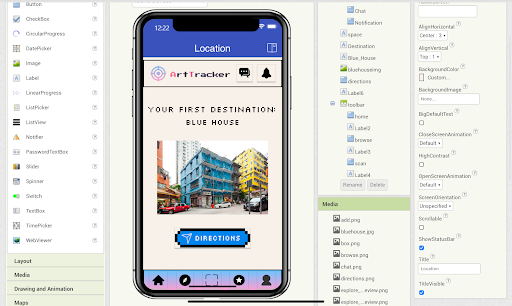 Button
CheckBox
CircularProgress
DatePicker
Image
Label
LinearProgress
ListPicker
ListView
Notifier
PasswordTextBox
Slider
Spinner
Switch
TextBox
TimePicker
WebViewer
Layout
Media
Drawing and Animation
Maps
12:22
Location
ArtTracker
YOUR FIRST DESTINATION:
BLUE HOUSE
DIRECTIONS
Chat
Notification
space
Destination
Blue_House
bluehouseimg
directions
Label6
toolbar
home
Label2
browse
Label3
scan
Label4
Rename Delete
Media
add.png
bluehouse.jpg
box.png
browse.png
chat.png
directions.png
explore_...eview.png
explore_...eview.png
AlignHorizontal
Center : 3
AlignVertical
Top : 1
BackgroundColor
Custom...
BackgroundImage
None...
BigDefaultText
CloseScreenAnimation
Default
HighContrast
OpenScreenAnimation
Default
ScreenOrientation
Unspecified
Scrollable
ShowStatusBar
Title
Location
TitleVisible